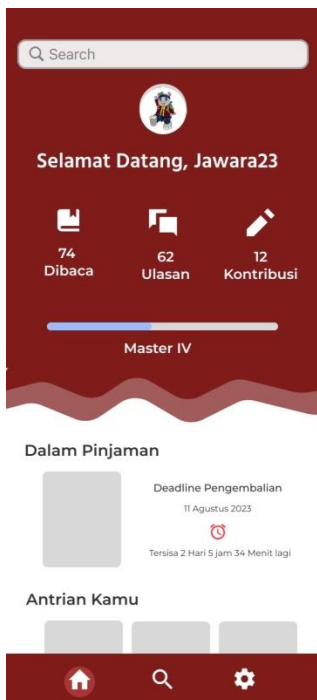 Search
Selamat Datang, Jawara23
74
Dibaca
62
Ulasan
12
Kontribusi
Master IV
Dalam Pinjaman
Deadline Pengembalian
11 Agustus 2023
Tersisa 2 Hari 5 jam 34 Menit lagi
Antrian Kamu